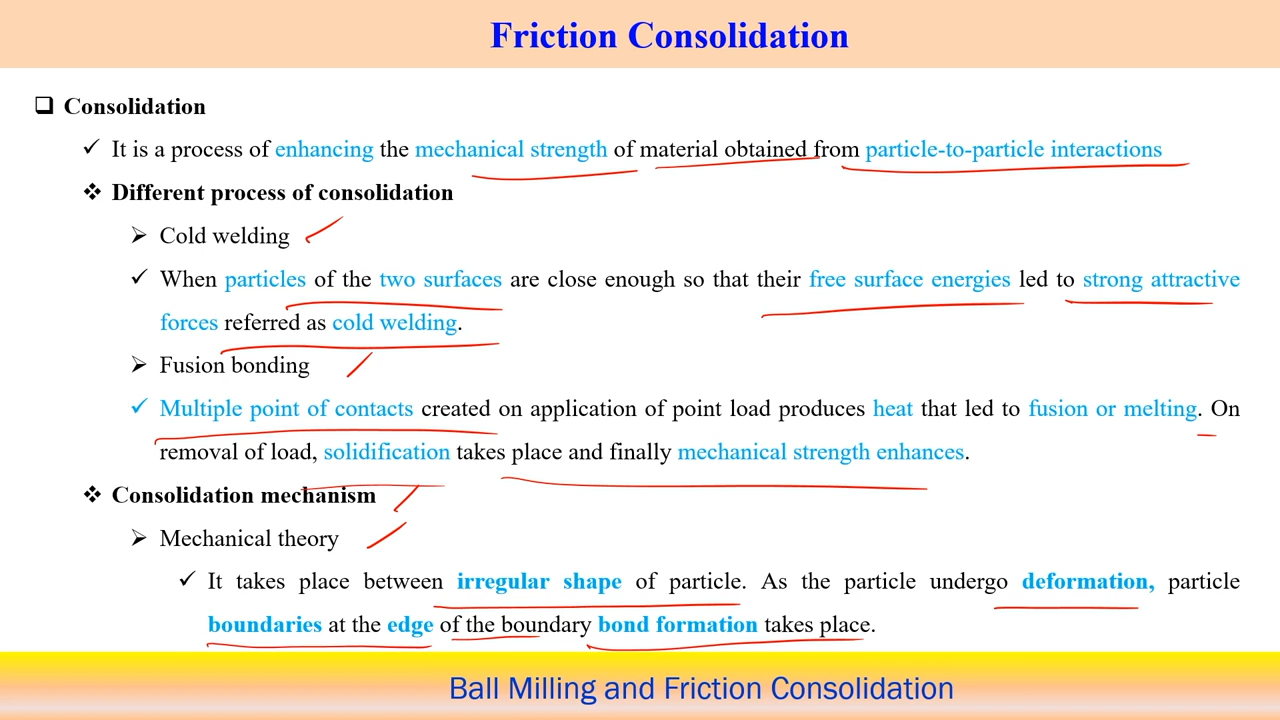 Friction Consolidation
❑ Consolidation
✓ It is a process of enhancing the mechanical strength of material obtained from particle-to-particle interactions
❖ Different process of consolidation
➢ Cold welding
✓ When particles of the two surfaces are close enough so that their free surface energies led to strong attractive
forces referred as cold welding.
➢ Fusion bonding
✓ Multiple point of contacts created on application of point load produces heat that led to fusion or melting. On
removal of load, solidification takes place and finally mechanical strength enhances.
❖ Consolidation mechanism
➢ Mechanical theory
✓ It takes place between irregular shape of particle. As the particle undergo deformation, particle
boundaries at the edge of the boundary bond formation takes place.
Ball Milling and Friction Consolidation